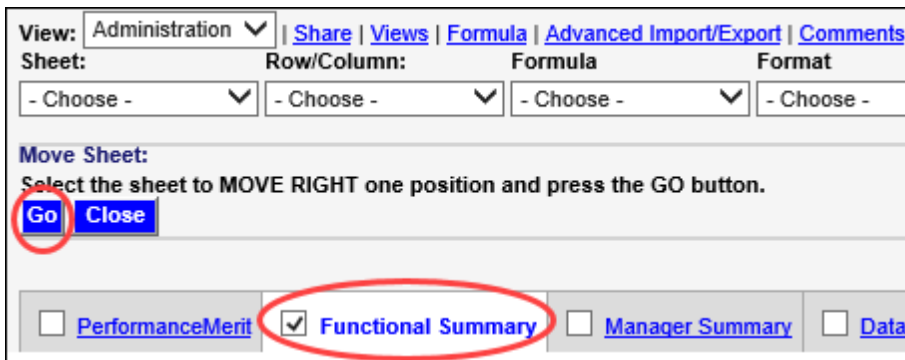 View: Administration | Share | Views | Formula | Advanced Import/Export | Comments
Sheet: Row/Column: Formula Format
- Choose - - Choose - - Choose - - Choose -
Move Sheet:
Select the sheet to MOVE RIGHT one position and press the GO button.
Go Close
PerformanceMerit Functional Summary Manager Summary Data